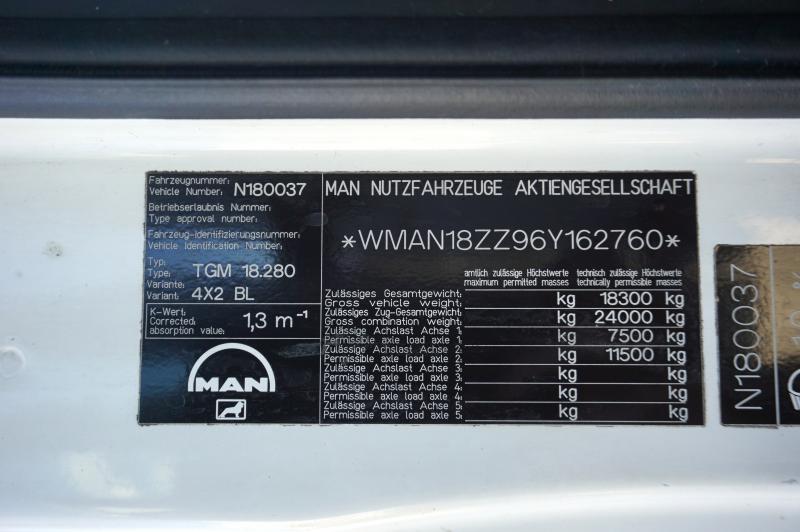 Fahrzeugnummer:
Vehicle Number: N180037
Betriebserlaubnis Nummer:
Type approval number:
Fahrzeug-Identifizierungsnummer:
Vehicle Identification Number:
Typ:
Type: TGM 18.280
Variante:
Variant: 4X2 BL
K-Wert:
Corrected absorption value: 1,3 m⁻¹
MAN
MAN NUTZFAHRZEUGE AKTIENGESELLSCHAFT
*WMAN18ZZ96Y162760*
amtlich zulässige Höchstwerte technisch zulässige Höchstwerte
maximum permitted masses technically permissible masses
Zulässiges Gesamtgewicht:
Gross vehicle weight: kg 18300 kg
Zulässiges Zug-Gesamtgewicht:
Gross combination weight: kg 24000 kg
Zulässige Achslast Achse 1:
Permissible axle load axle 1: kg 7500 kg
Zulässige Achslast Achse 2:
Permissible axle load axle 2: kg 11500 kg
Zulässige Achslast Achse 3:
Permissible axle load axle 3: kg kg
Zulässige Achslast Achse 4:
Permissible axle load axle 4: kg kg
Zulässige Achslast Achse 5:
Permissible axle load axle 5: kg kg
N180037